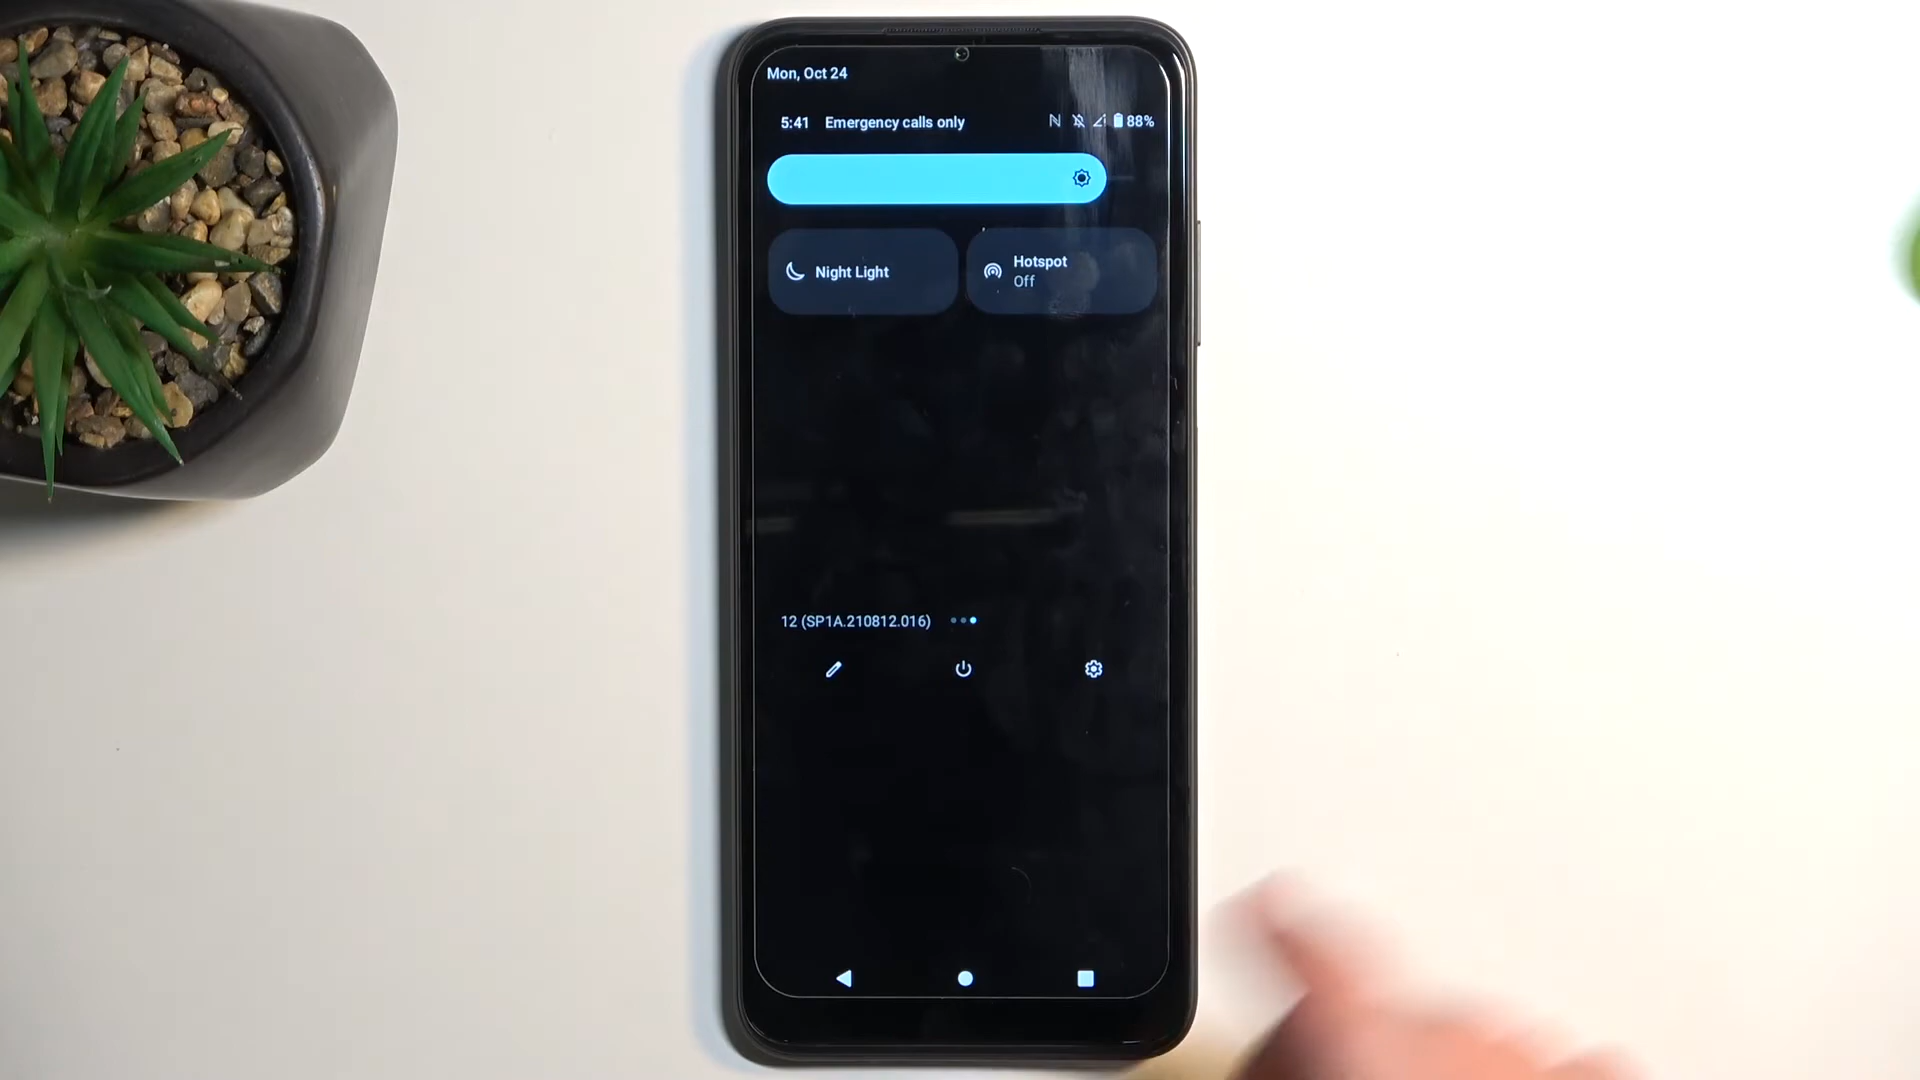 Mon, Oct 24
5:41 Emergency calls only 88%
Night Light
Hotspot
Off
12 (SP1A.210812.016)